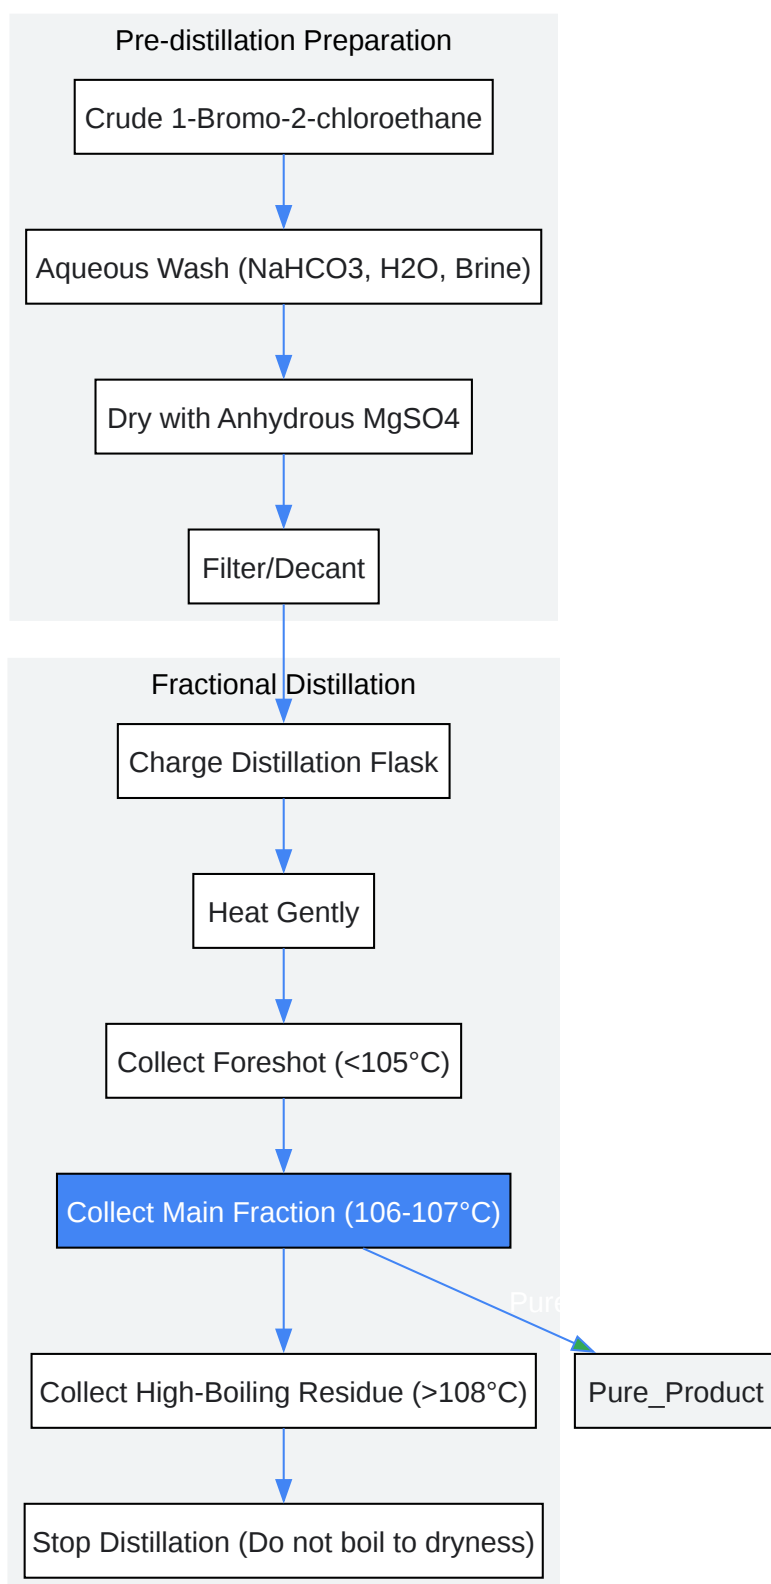 Pre-distillation Preparation
Crude 1-Bromo-2-chloroethane
Aqueous Wash (NaHCO3, H2O, Brine)
Dry with Anhydrous MgSO4
Filter/Decant
Fractional Distillation
Charge Distillation Flask
Heat Gently
Collect Foreshot (<105°C)
Collect Main Fraction (106-107°C)
Pure
Collect High-Boiling Residue (>108°C)
Pure_Product
Stop Distillation (Do not boil to dryness)